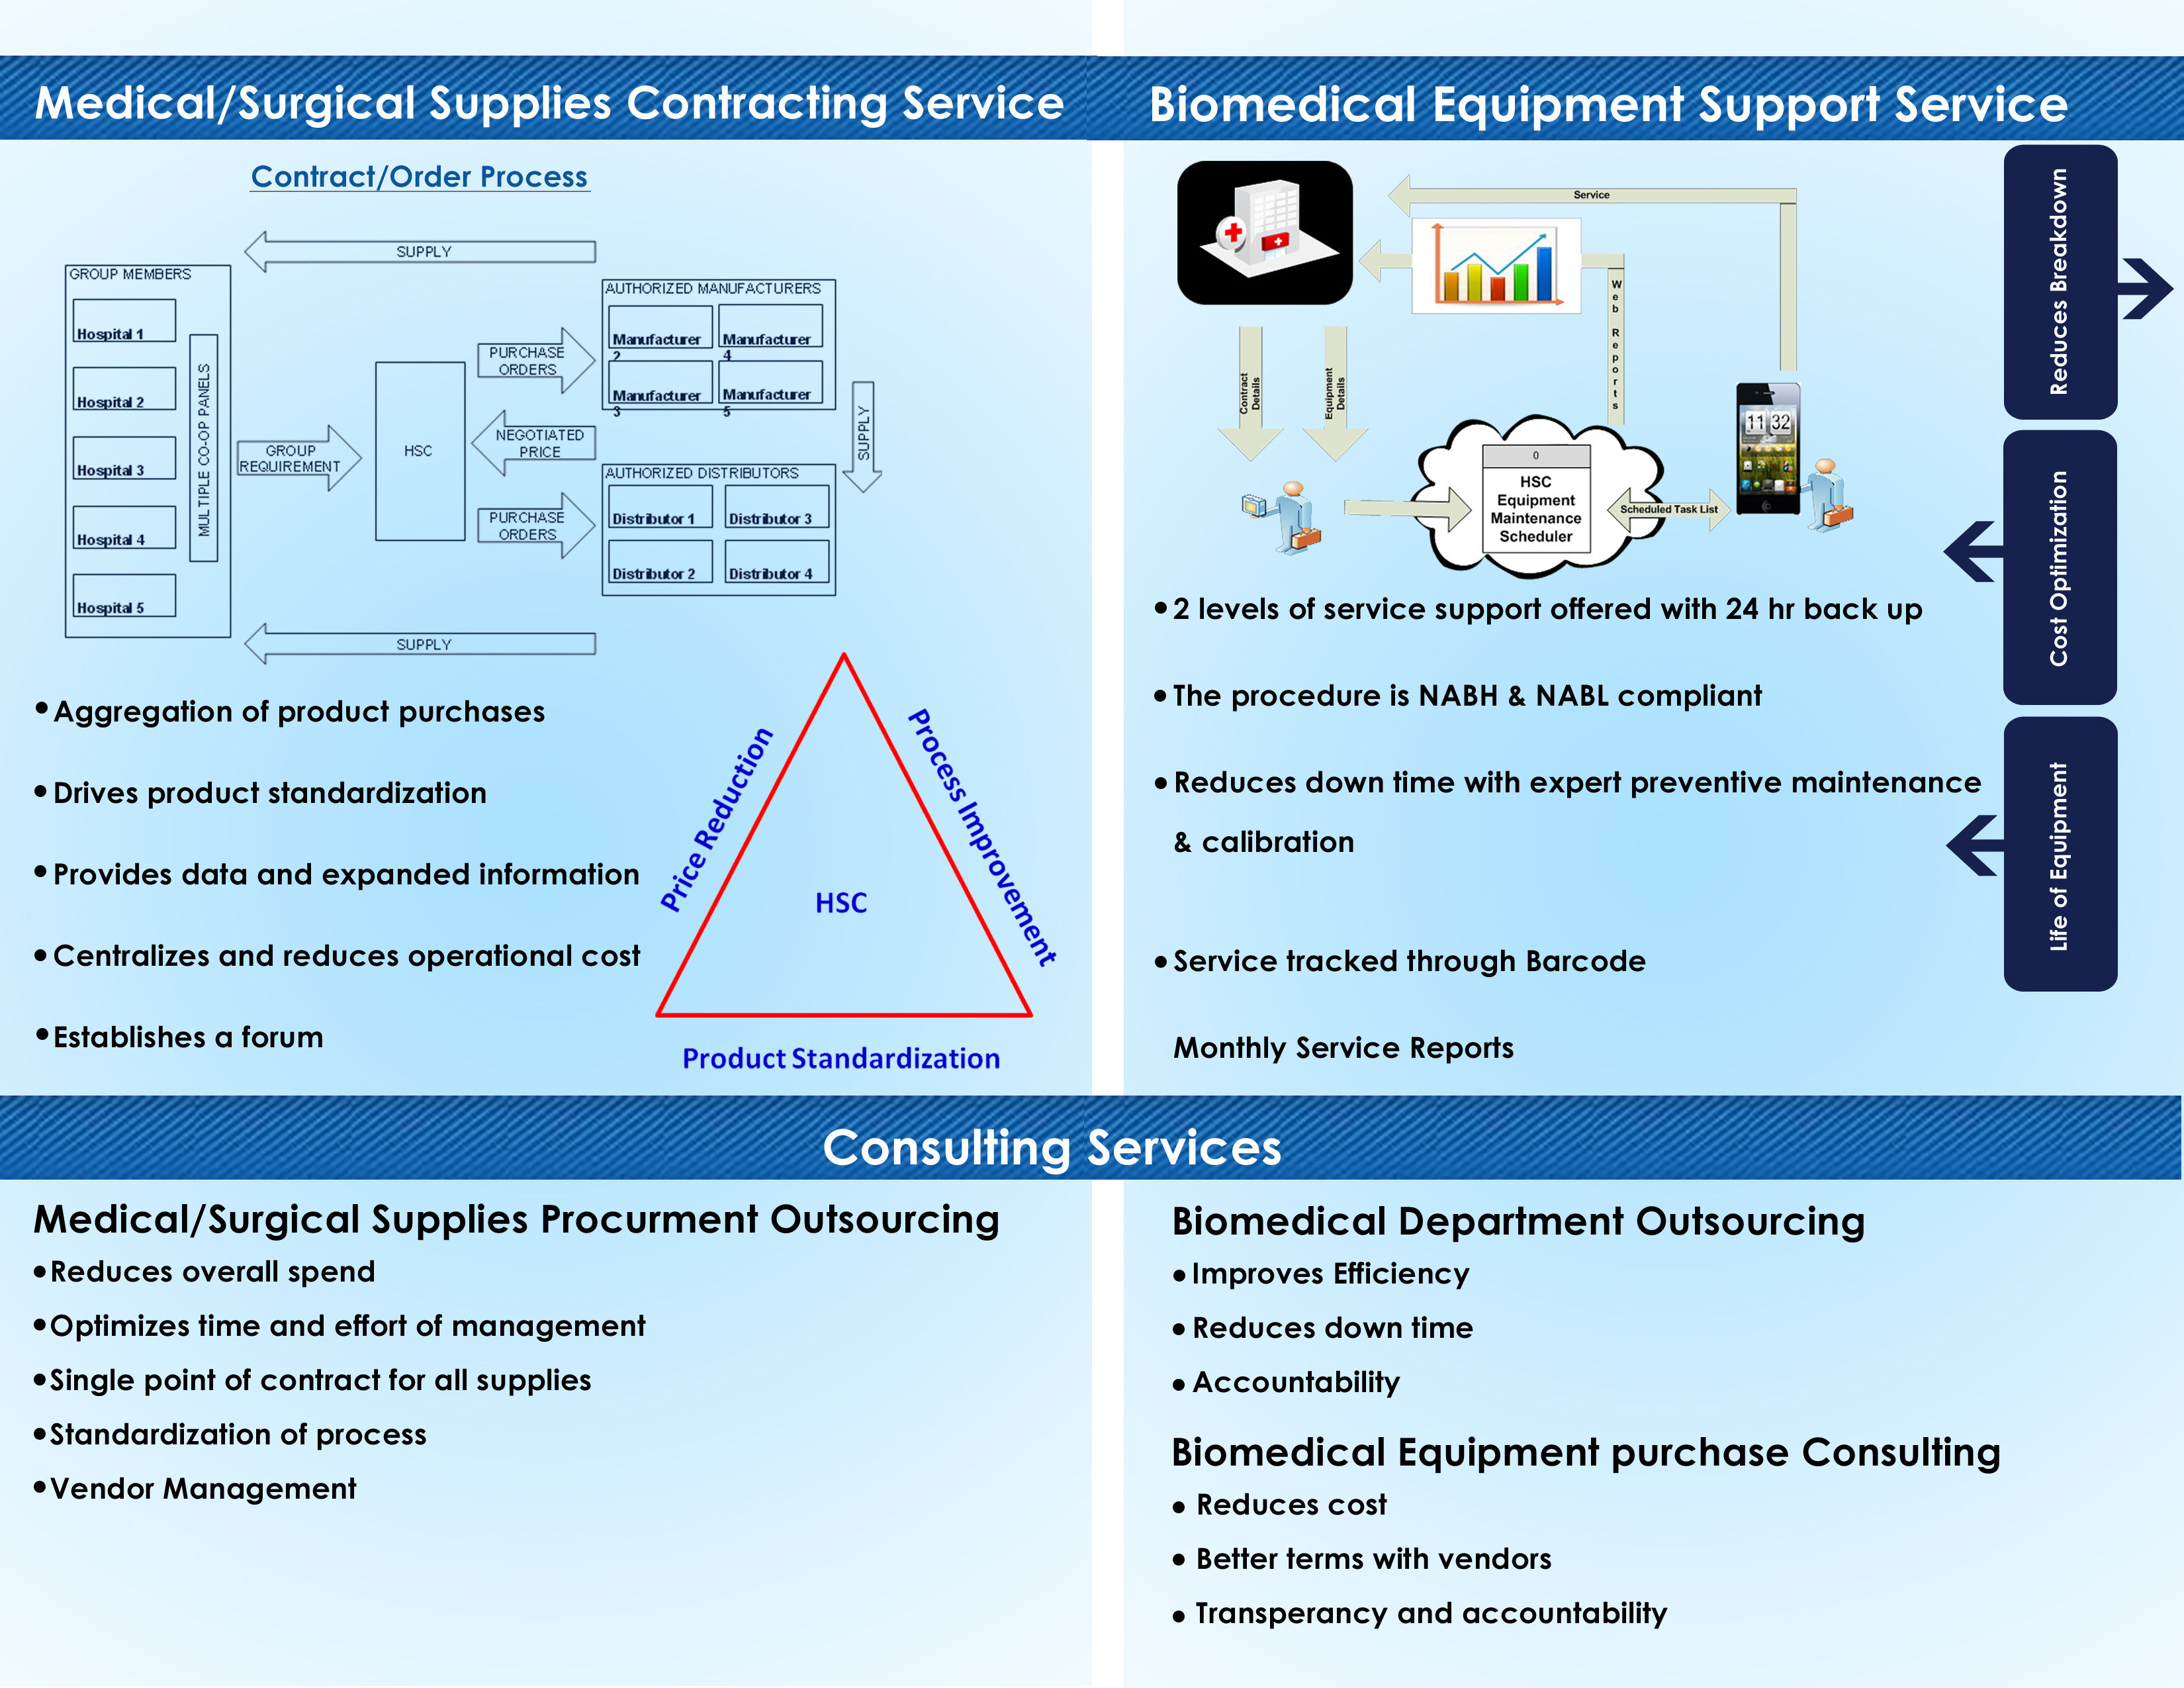 Medical/Surgical Supplies Contracting Service
Contract/Order Process
SUPPLY
GROUP MEMBERS
Hospital 1
Hospital 2
Hospital 3
Hospital 4
Hospital 5
MULTIPLE CO-OP PANELS
GROUP
REQUIREMENT
HSC
PURCHASE
ORDERS
NEGOTIATED
PRICE
PURCHASE
ORDERS
AUTHORIZED MANUFACTURERS
Manufacturer
2
Manufacturer
4
Manufacturer
3
Manufacturer
5
SUPPLY
AUTHORIZED DISTRIBUTORS
Distributor 1
Distributor 3
Distributor 2
Distributor 4
SUPPLY
•Aggregation of product purchases
•Drives product standardization
•Provides data and expanded information
•Centralizes and reduces operational cost
•Establishes a forum
Price Reduction
Process Improvement
HSC
Product Standardization
Biomedical Equipment Support Service
Service
Web Reports
Contract
Details
Equipment
Details
0
HSC
Equipment
Maintenance
Scheduler
Scheduled Task List
11 32
Reduces Breakdown
Cost Optimization
Life of Equipment
•2 levels of service support offered with 24 hr back up
•The procedure is NABH & NABL compliant
•Reduces down time with expert preventive maintenance
& calibration
•Service tracked through Barcode
Monthly Service Reports
Consulting Services
Medical/Surgical Supplies Procurment Outsourcing
•Reduces overall spend
•Optimizes time and effort of management
•Single point of contract for all supplies
•Standardization of process
•Vendor Management
Biomedical Department Outsourcing
•Improves Efficiency
•Reduces down time
•Accountability
Biomedical Equipment purchase Consulting
• Reduces cost
• Better terms with vendors
• Transperancy and accountability